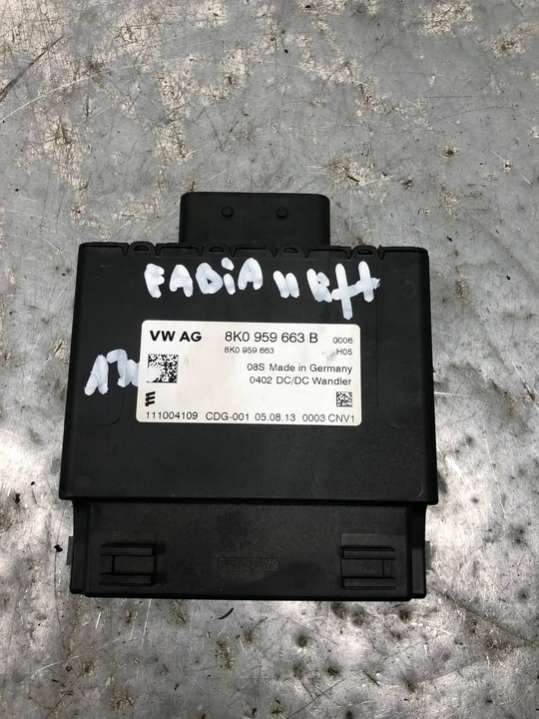 FABiA II
VW AG 8K0 959 663 B 0006
8K0 959 663 H05
08S Made in Germany
0402 DC/DC Wandler
111004109 CDG-001 05.08.13 0003 CNV1